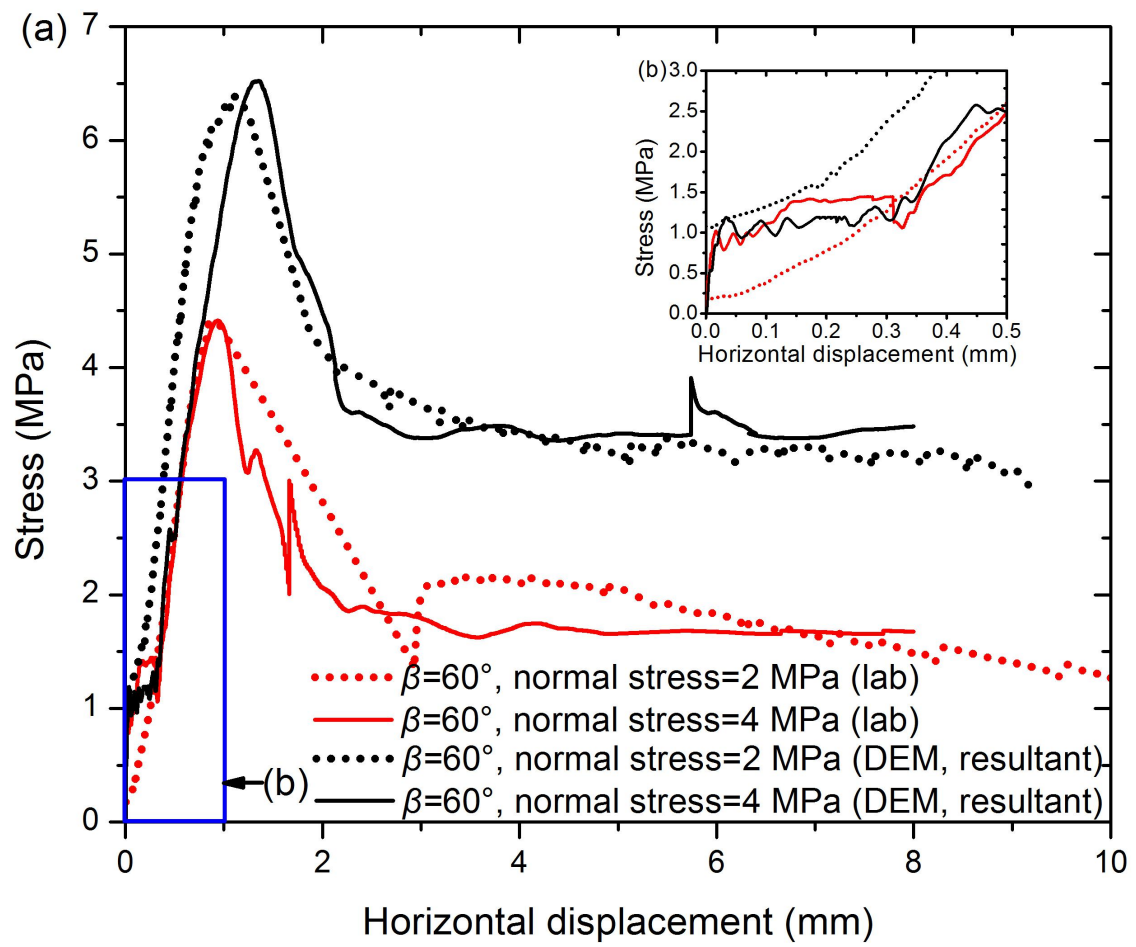 (a)
7
6
5
4
3
2
1
0
Stress (MPa)
0 2 4 6 8 10
Horizontal displacement (mm)
(b)
3.0
2.5
2.0
1.5
1.0
0.5
0.0
Stress (MPa)
0.0 0.1 0.2 0.3 0.4 0.5
Horizontal displacement (mm)
β=60°, normal stress=2 MPa (lab)
β=60°, normal stress=4 MPa (lab)
β=60°, normal stress=2 MPa (DEM, resultant)
β=60°, normal stress=4 MPa (DEM, resultant)
(b)